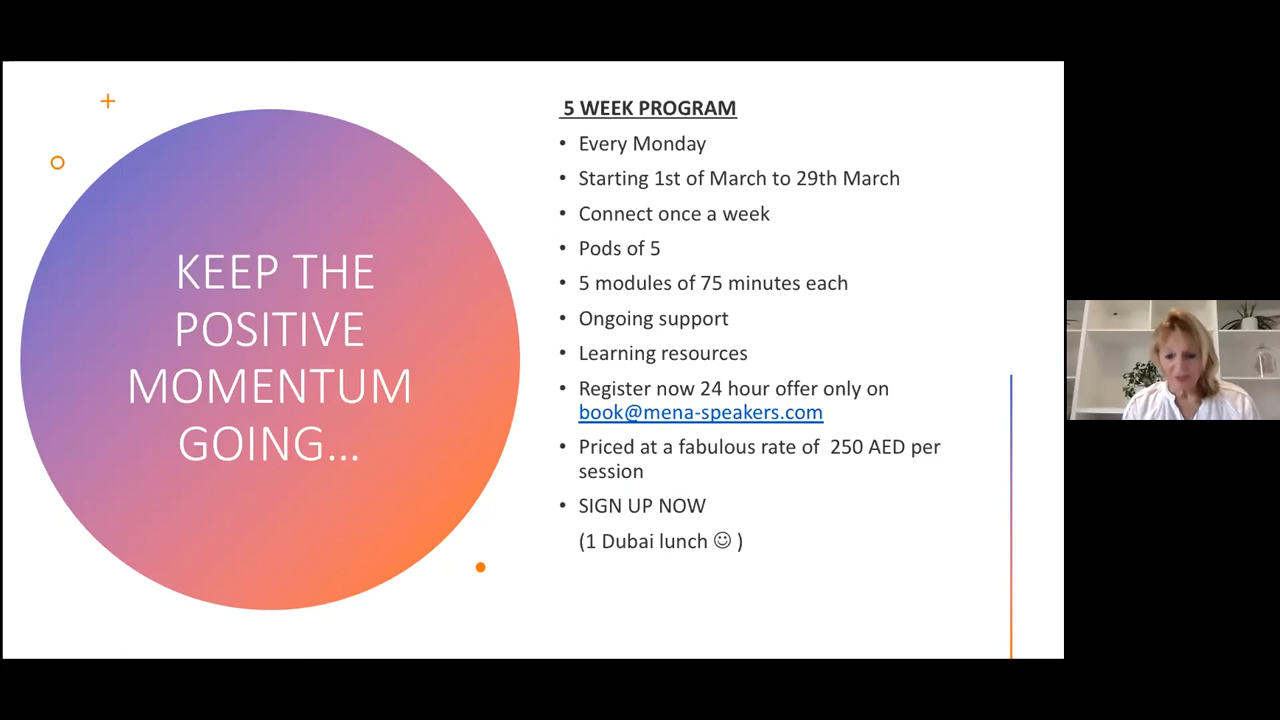 KEEP THE
POSITIVE
MOMENTUM
GOING...
5 WEEK PROGRAM
• Every Monday
• Starting 1st of March to 29th March
• Connect once a week
• Pods of 5
• 5 modules of 75 minutes each
• Ongoing support
• Learning resources
• Register now 24 hour offer only on
book@mena-speakers.com
• Priced at a fabulous rate of 250 AED per
session
• SIGN UP NOW
(1 Dubai lunch ☺ )